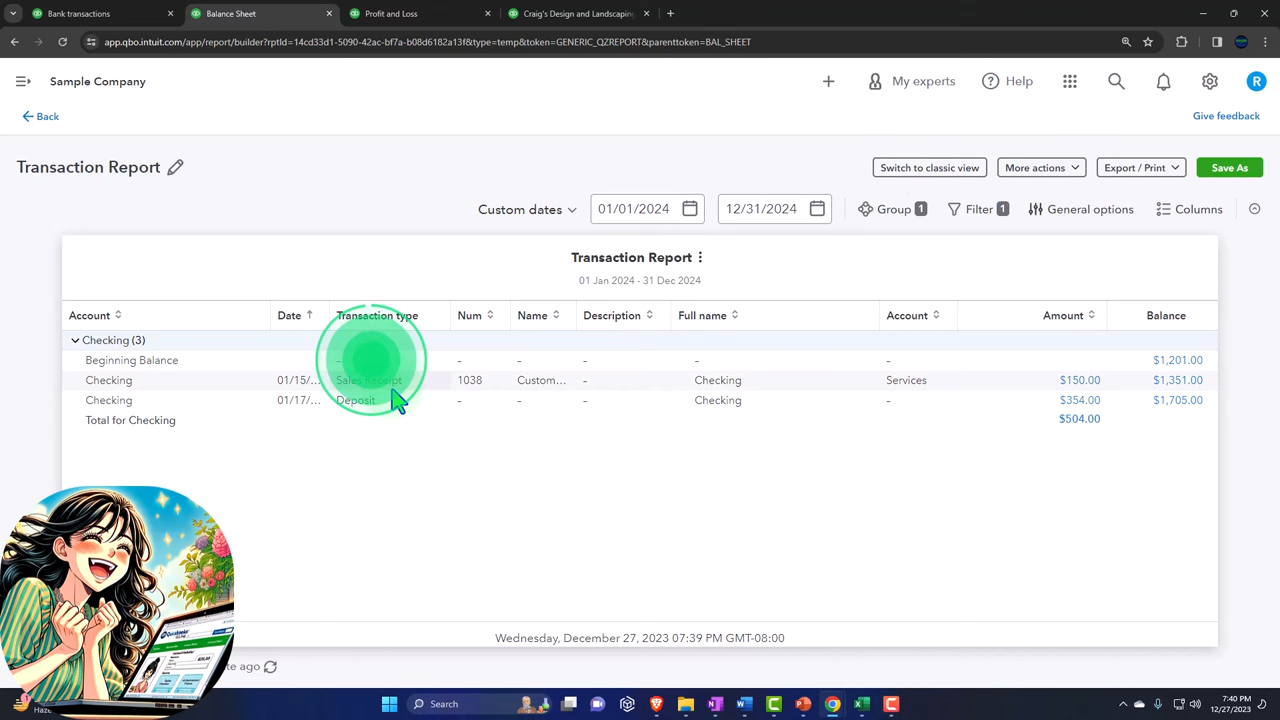 Bank transactions
Balance Sheet
Profit and Loss
Craig's Design and Landscaping
app.qbo.intuit.com/app/report/builder?rptId=14cd33d1-5090-42ac-af7a-b08d6182a13f&type=temp&token=GENERIC_QZREPORT&parenttoken=BAL_SHEET
Sample Company
My experts
Help
R
Back
Give feedback
Transaction Report
Switch to classic view
More actions
Export / Print
Save As
Custom dates
01/01/2024
12/31/2024
Group 1
Filter 1
General options
Columns
Transaction Report
01 Jan 2024 - 31 Dec 2024
Account Date Transaction type Num Name Description Full name Account Amount Balance
Checking (3)
Beginning Balance - - - - - - $1,201.00
Checking 01/15/... Sales Receipt 1038 Custom... - Checking Services $150.00 $1,351.00
Checking 01/17/... Deposit - - - Checking - $354.00 $1,705.00
Total for Checking $504.00
Wednesday, December 27, 2023 07:39 PM GMT-08:00
te ago
Haze
Search
7:40 PM
12/27/2023